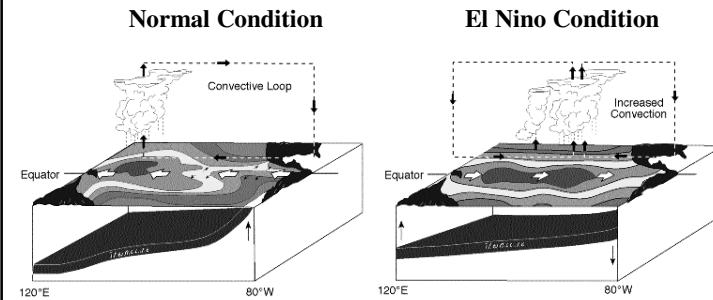 Normal Condition
El Nino Condition
Convective Loop
Increased
Convection
Equator
Equator
120°E
80°W
120°E
80°W